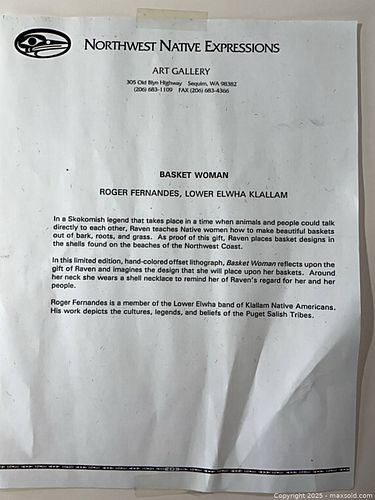 NORTHWEST NATIVE EXPRESSIONS
ART GALLERY
305 Old Blyn Highway Sequim, WA 98382
(206) 683-1109 FAX (206) 683-4366
BASKET WOMAN
ROGER FERNANDES, LOWER ELWHA KLALLAM
In a Skokomish legend that takes place in a time when animals and people could talk
directly to each other, Raven teaches Native women how to make beautiful baskets
out of bark, roots, and grass. As proof of this gift, Raven places basket designs in
the shells found on the beaches of the Northwest Coast.
In this limited edition, hand-colored offset lithograph, Basket Woman reflects upon the
gift of Raven and imagines the design that she will place upon her baskets. Around
her neck she wears a shell necklace to remind her of Raven's regard for her and her
people.
Roger Fernandes is a member of the Lower Elwha band of Klallam Native Americans.
His work depicts the cultures, legends, and beliefs of the Puget Salish Tribes.
Copyright 2025 - maxsold.com